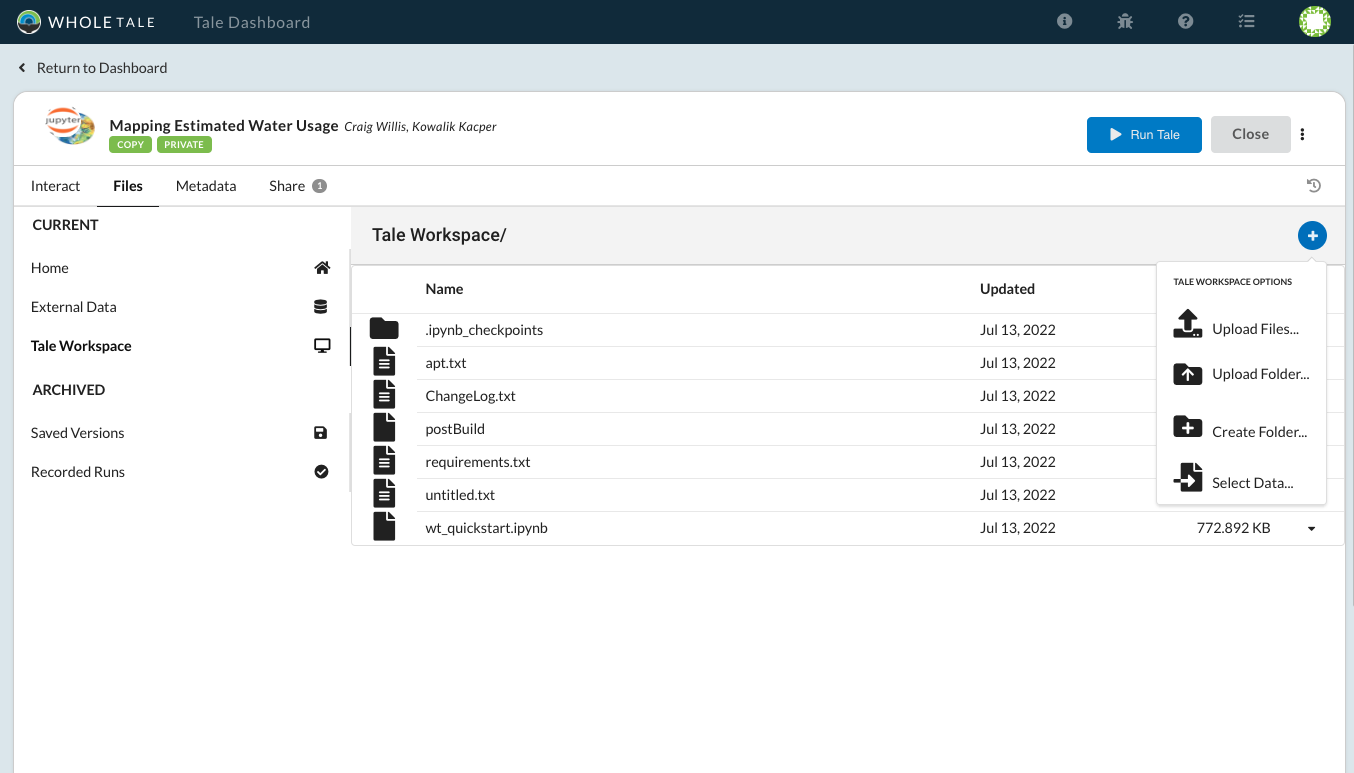 WHOLE TALE Tale Dashboard
Return to Dashboard
jupyter
Mapping Estimated Water Usage Craig Willis, Kowalik Kacper
COPY PRIVATE
Run Tale
Close
Interact Files Metadata Share 1
CURRENT
Home
External Data
Tale Workspace
ARCHIVED
Saved Versions
Recorded Runs
Tale Workspace/
Name Updated
.ipynb_checkpoints Jul 13, 2022
apt.txt Jul 13, 2022
ChangeLog.txt Jul 13, 2022
postBuild Jul 13, 2022
requirements.txt Jul 13, 2022
untitled.txt Jul 13, 2022
wt_quickstart.ipynb Jul 13, 2022 772.892 KB
TALE WORKSPACE OPTIONS
Upload Files...
Upload Folder...
Create Folder...
Select Data...